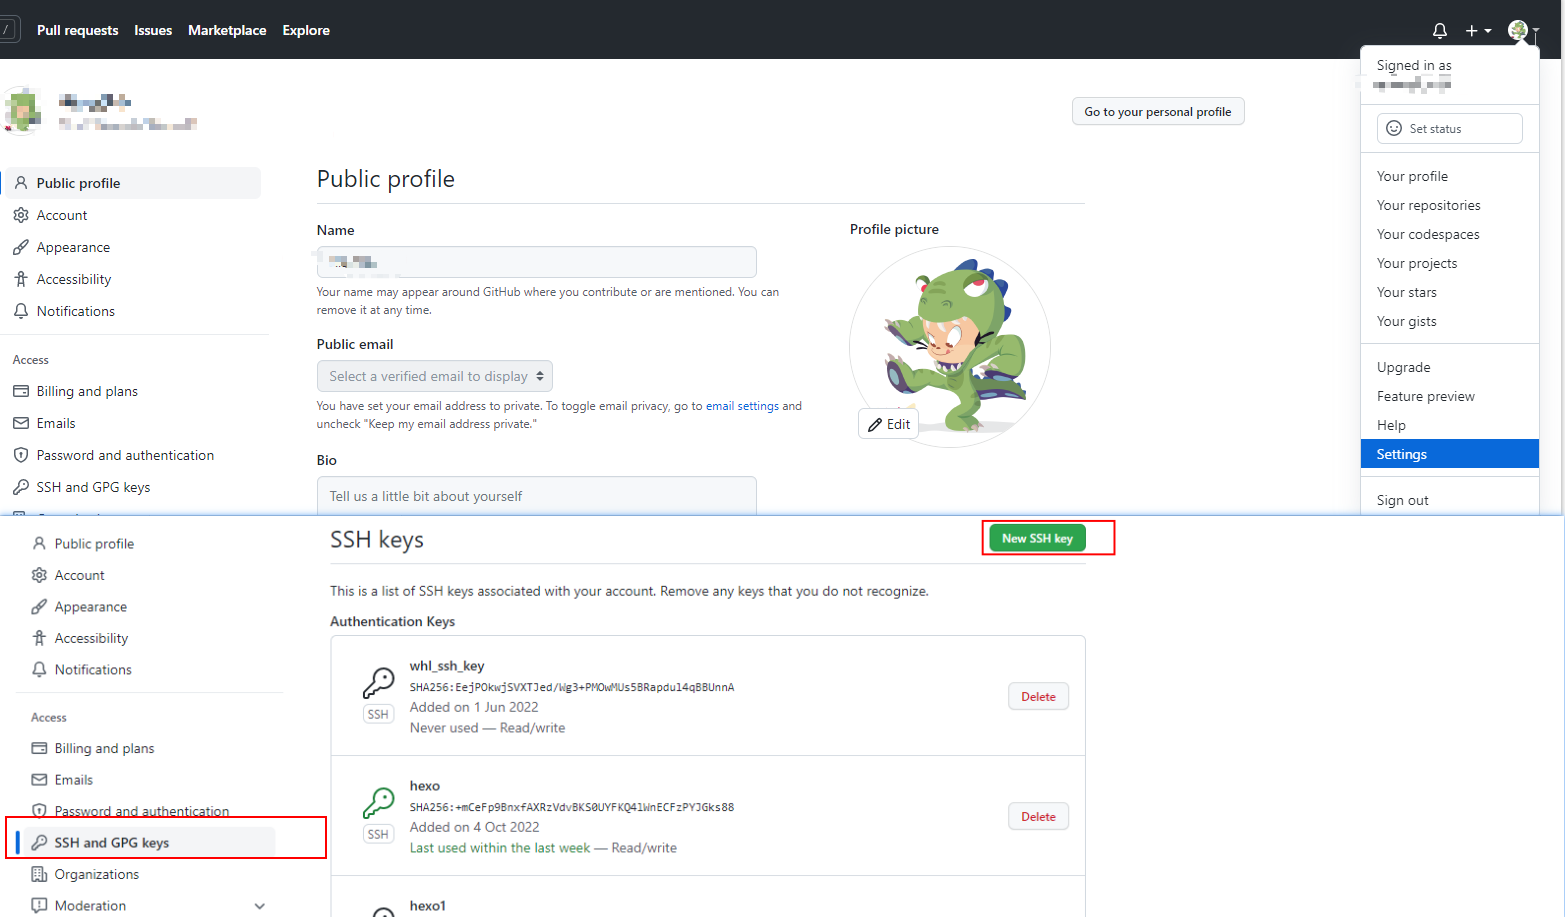 /
Pull requests Issues Marketplace Explore
Signed in as
Set status
Your profile
Your repositories
Your codespaces
Your projects
Your stars
Your gists
Upgrade
Feature preview
Help
Settings
Sign out
Go to your personal profile
Public profile
Account
Appearance
Accessibility
Notifications
Access
Billing and plans
Emails
Password and authentication
SSH and GPG keys
Public profile
Name
Your name may appear around GitHub where you contribute or are mentioned. You can
remove it at any time.
Public email
Select a verified email to display
You have set your email address to private. To toggle email privacy, go to email settings and
uncheck "Keep my email address private."
Bio
Tell us a little bit about yourself
Profile picture
Edit
Public profile
Account
Appearance
Accessibility
Notifications
Access
Billing and plans
Emails
Password and authentication
SSH and GPG keys
Organizations
Moderation
SSH keys
New SSH key
This is a list of SSH keys associated with your account. Remove any keys that you do not recognize.
Authentication Keys
whl_ssh_key
SHA256:EejPOkwjSVXTJed/Wg3+PMOwMUs5BRapdul4qBBUnnA
Added on 1 Jun 2022
Never used — Read/write
SSH
Delete
hexo
SHA256:+mCeFp9BnxfAXRzVdvBKS0UYFKQ4lWnECFzPYJGks88
Added on 4 Oct 2022
Last used within the last week — Read/write
SSH
Delete
hexo1